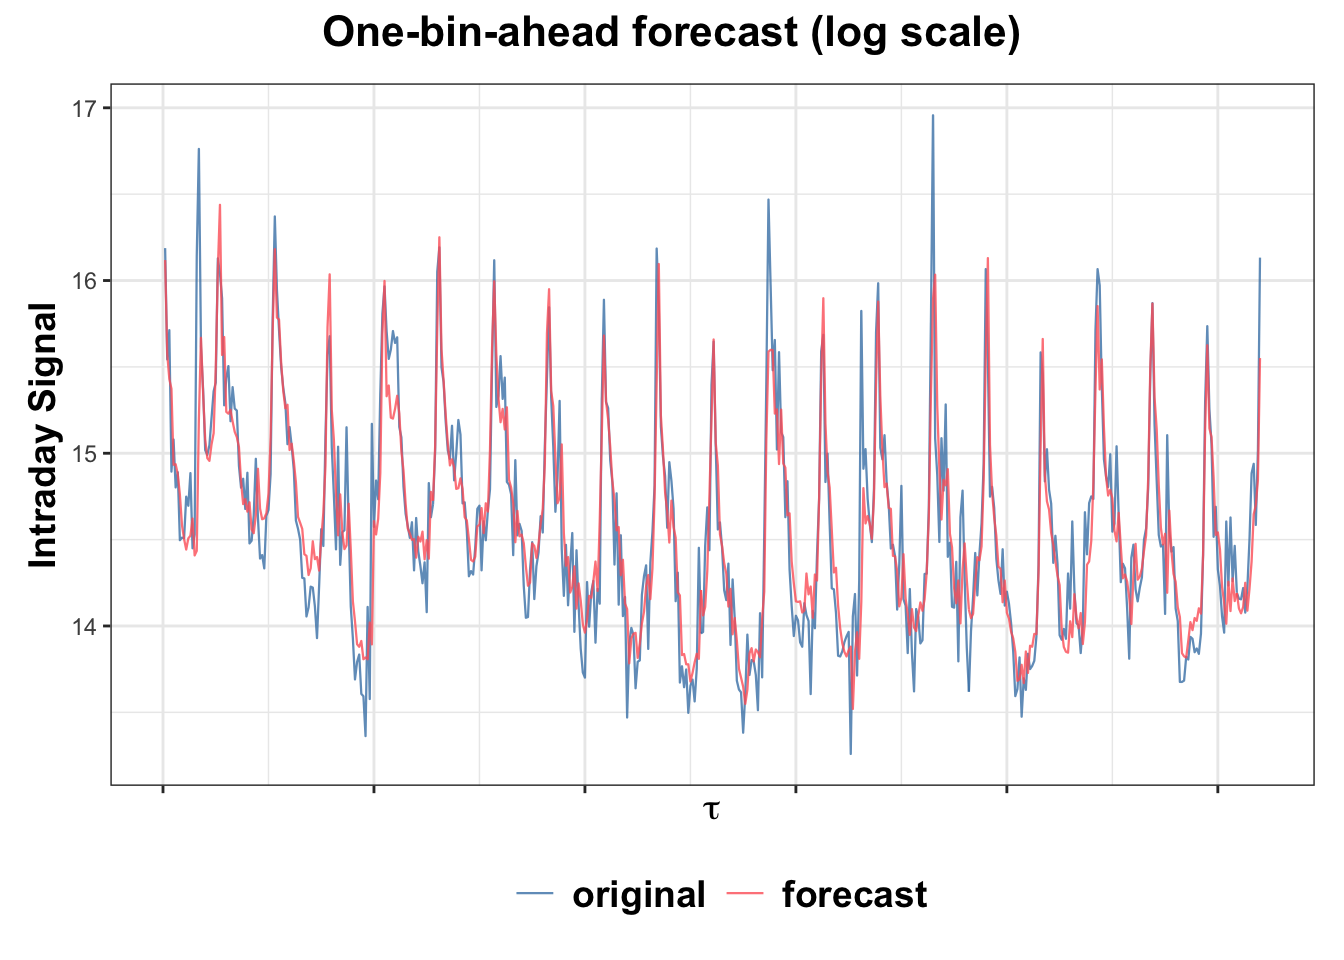 One-bin-ahead forecast (log scale)
Intraday Signal
17
16
15
14
τ
original forecast